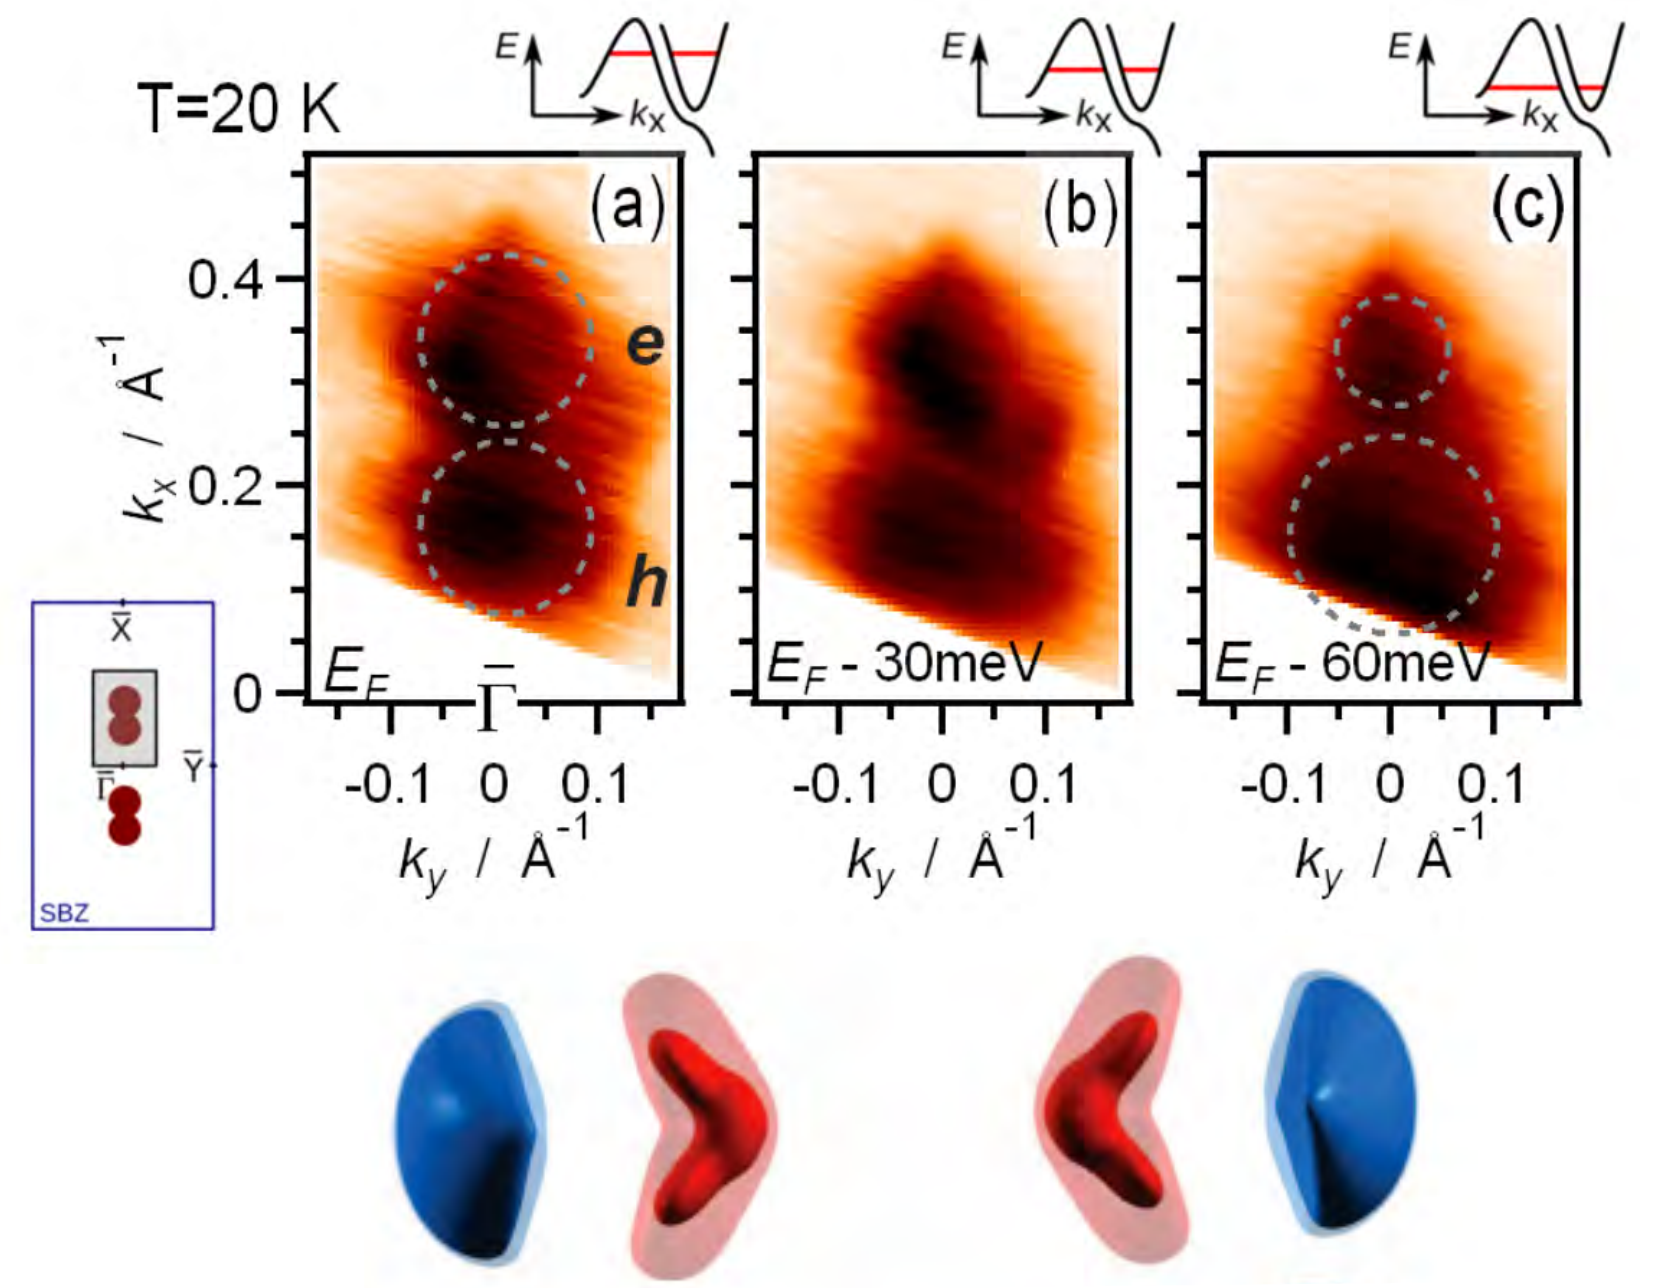 E
k_X
E
k_X
E
k_X
T=20 K
(a)
(b)
(c)
0.4
0.2
0
k_x / Å^-1
e
h
E_F
Γ̅
E_F - 30meV
E_F - 60meV
-0.1 0 0.1
-0.1 0 0.1
-0.1 0 0.1
k_y / Å^-1
k_y / Å^-1
k_y / Å^-1
X̅
Γ̅
Y̅
SBZ